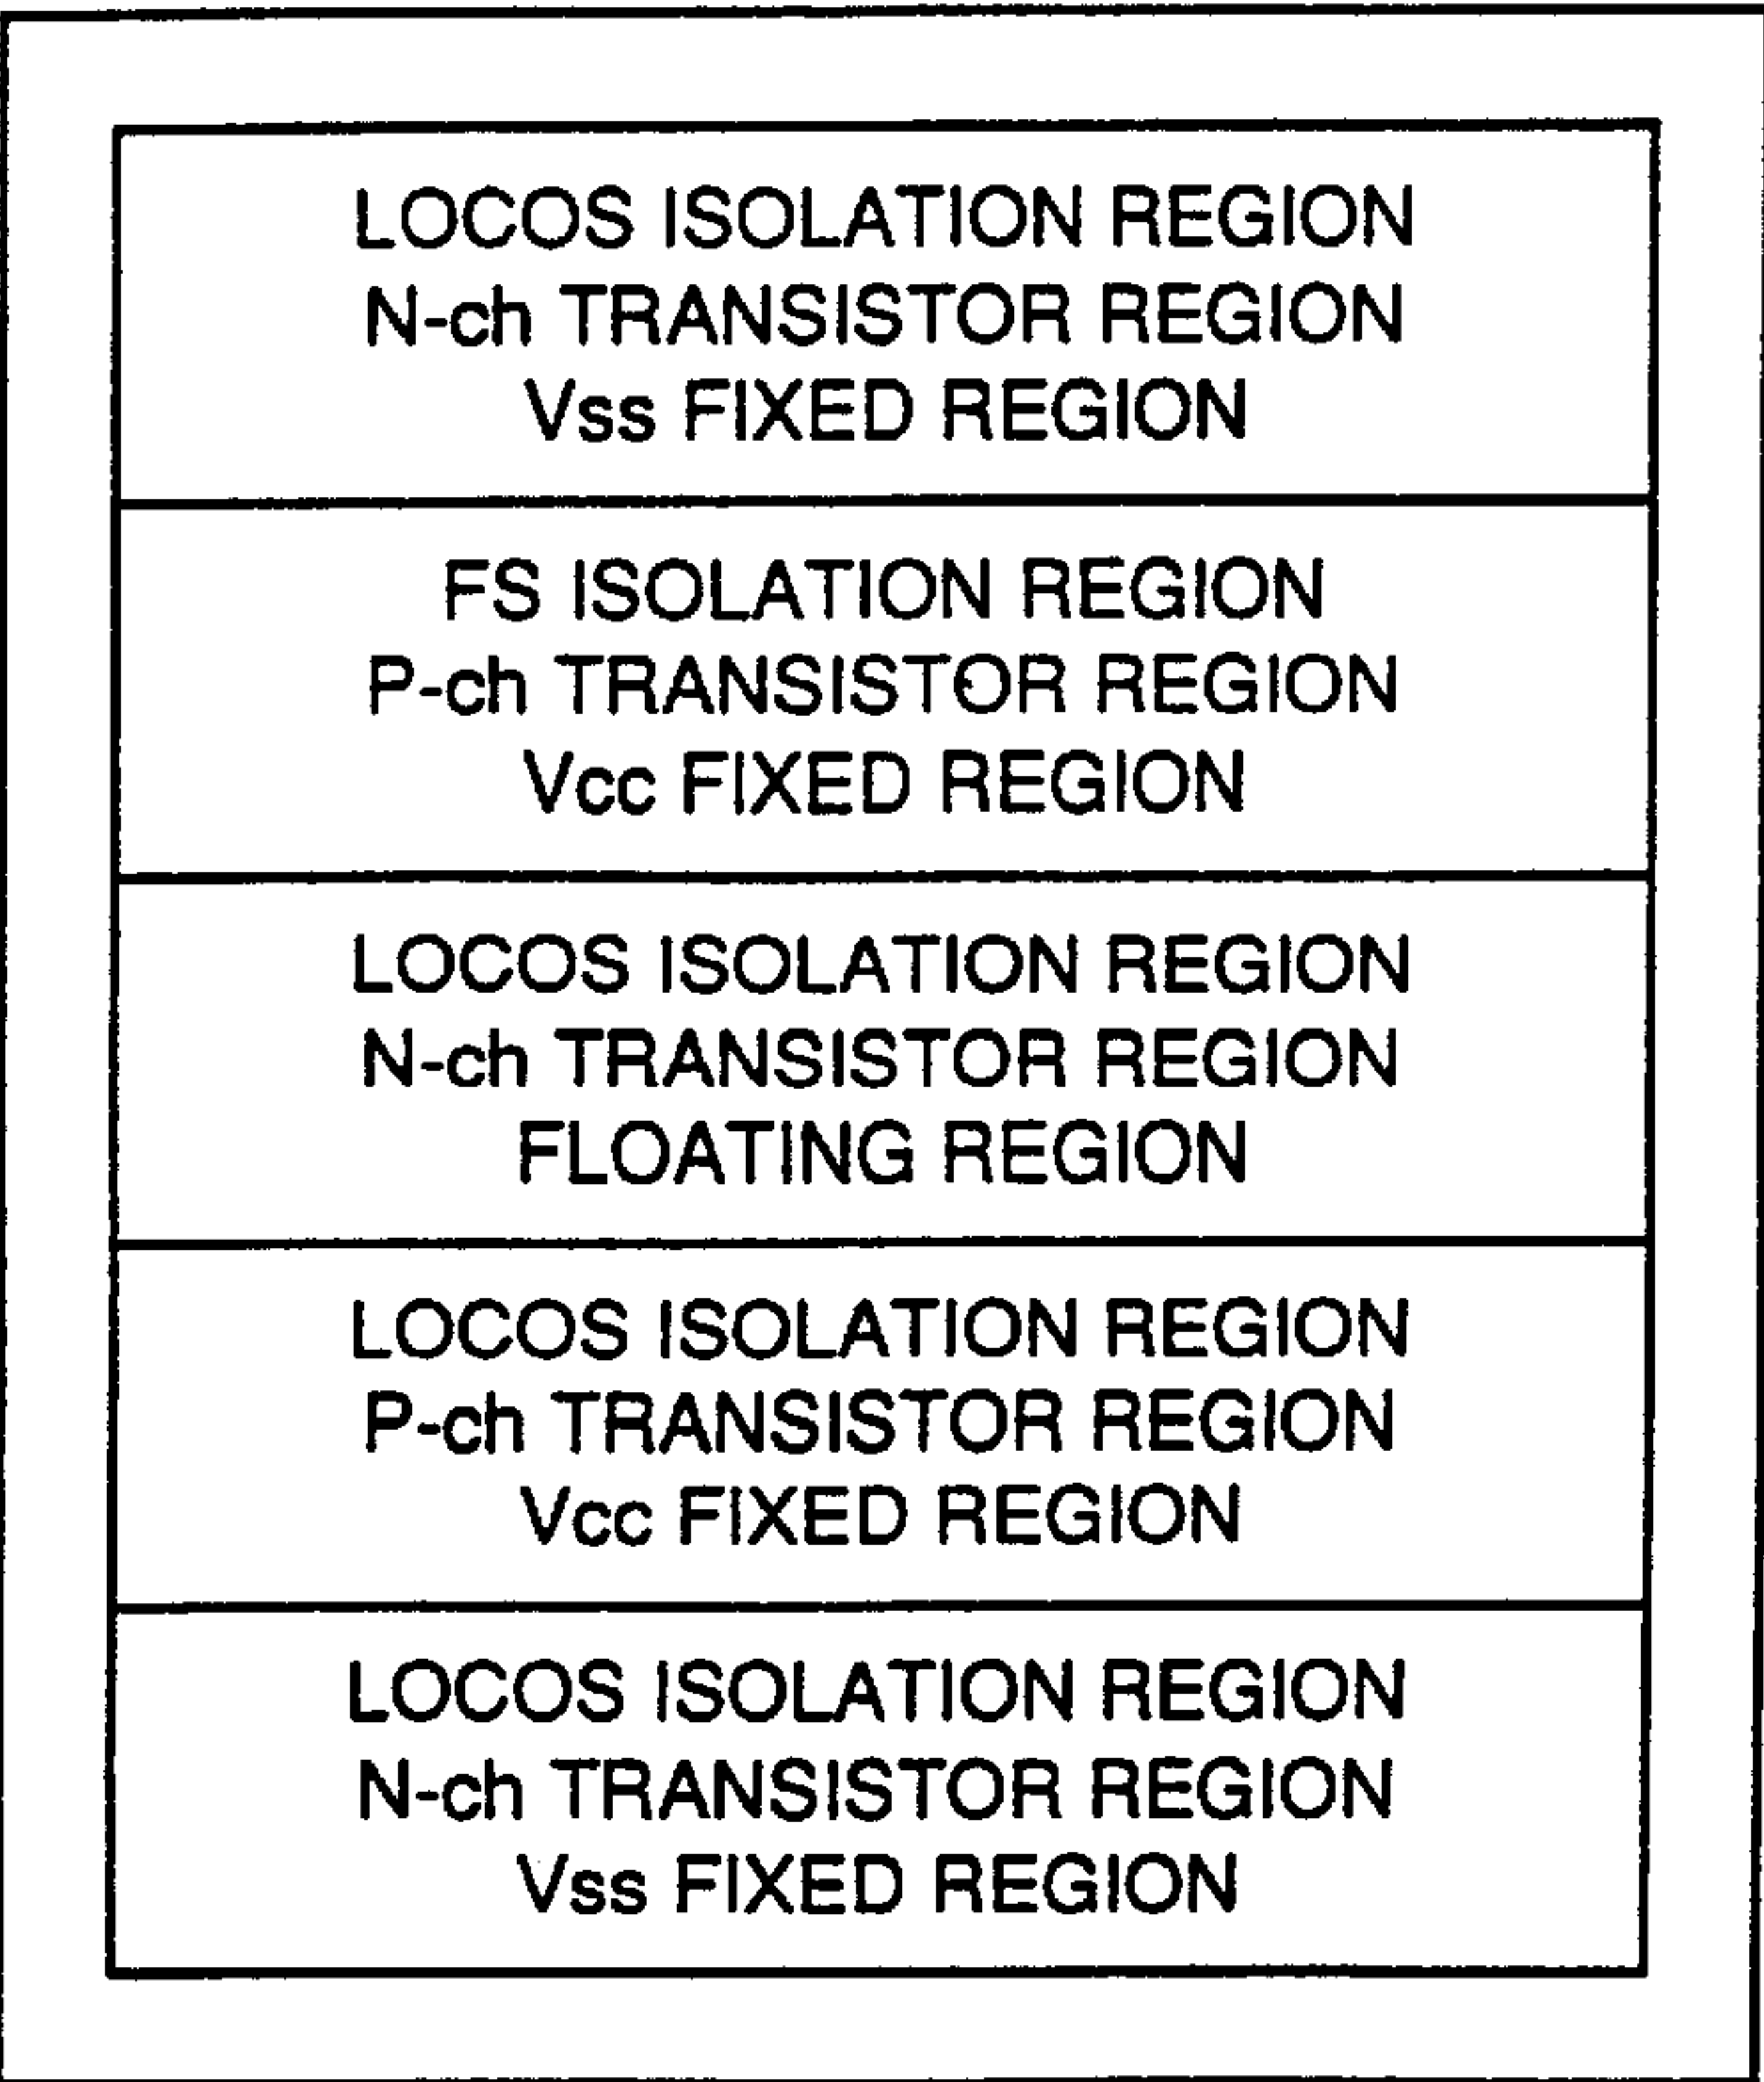 LOCOS ISOLATION REGION
N-ch TRANSISTOR REGION
Vss FIXED REGION
FS ISOLATION REGION
P-ch TRANSISTOR REGION
Vcc FIXED REGION
LOCOS ISOLATION REGION
N-ch TRANSISTOR REGION
FLOATING REGION
LOCOS ISOLATION REGION
P-ch TRANSISTOR REGION
Vcc FIXED REGION
LOCOS ISOLATION REGION
N-ch TRANSISTOR REGION
Vss FIXED REGION